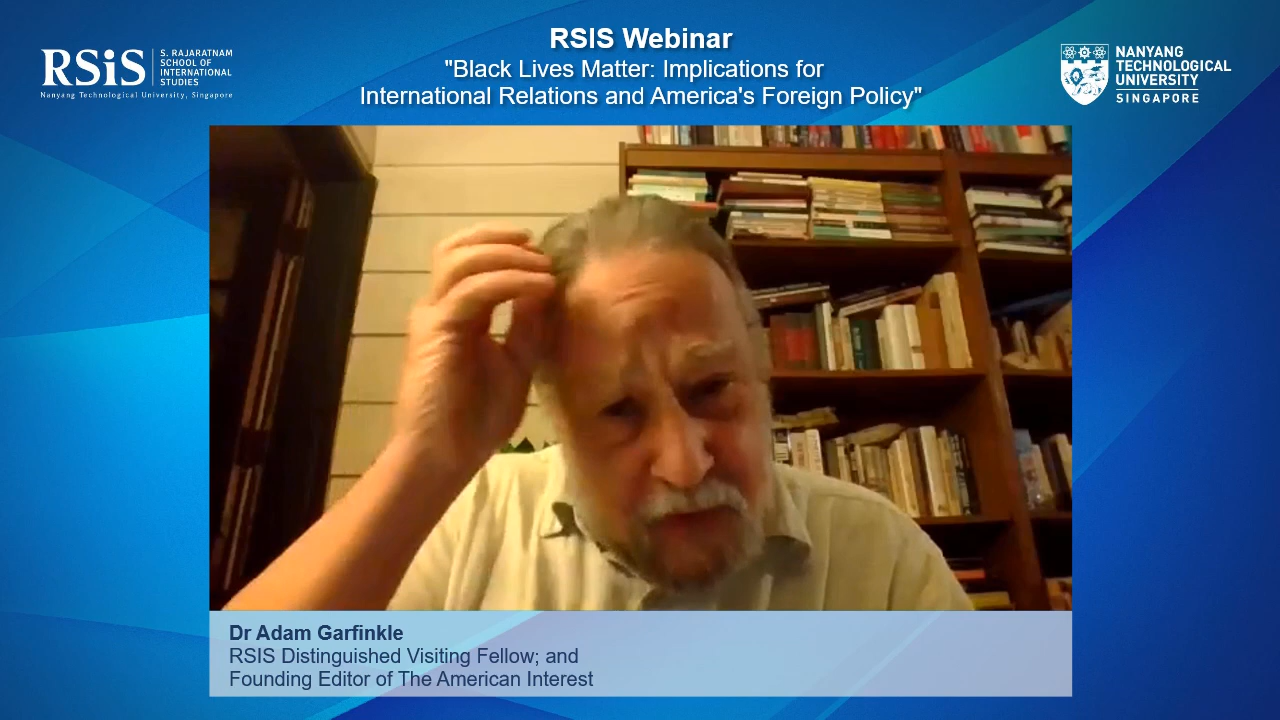 RSiS
S. RAJARATNAM
SCHOOL OF
INTERNATIONAL
STUDIES
Nanyang Technological University, Singapore
RSIS Webinar
"Black Lives Matter: Implications for
International Relations and America's Foreign Policy"
NANYANG
TECHNOLOGICAL
UNIVERSITY
SINGAPORE
Dr Adam Garfinkle
RSIS Distinguished Visiting Fellow; and
Founding Editor of The American Interest